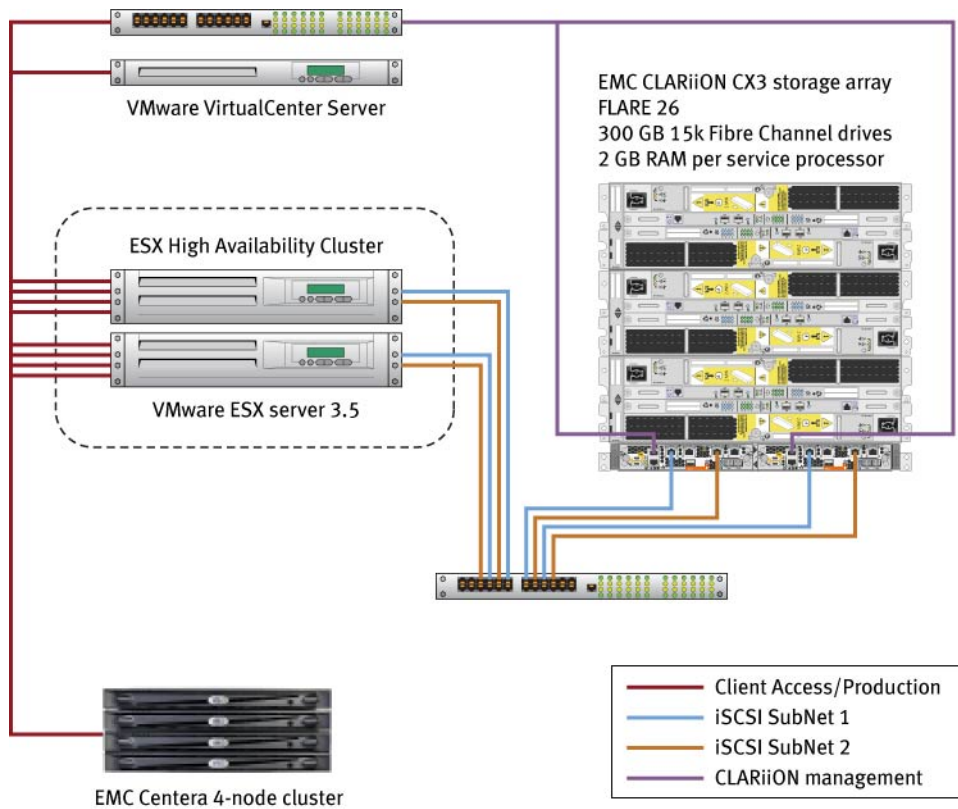 VMware VirtualCenter Server
EMC CLARiiON CX3 storage array
FLARE 26
300 GB 15k Fibre Channel drives
2 GB RAM per service processor
ESX High Availability Cluster
VMware ESX server 3.5
EMC Centera 4-node cluster
Client Access/Production
iSCSI SubNet 1
iSCSI SubNet 2
CLARiiON management